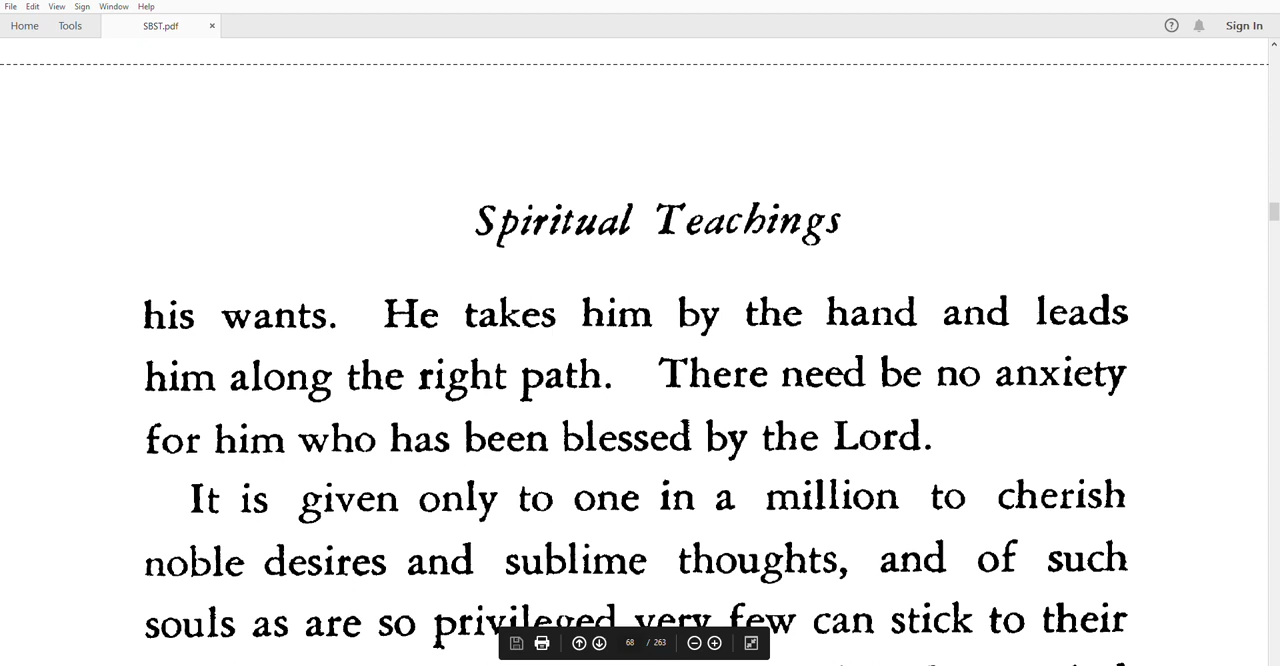 File Edit View Sign Window Help
Home Tools SBST.pdf × ? Sign In
Spiritual Teachings
his wants. He takes him by the hand and leads
him along the right path. There need be no anxiety
for him who has been blessed by the Lord.
It is given only to one in a million to cherish
noble desires and sublime thoughts, and of such
souls as are so privileged very few can stick to their
68 / 263